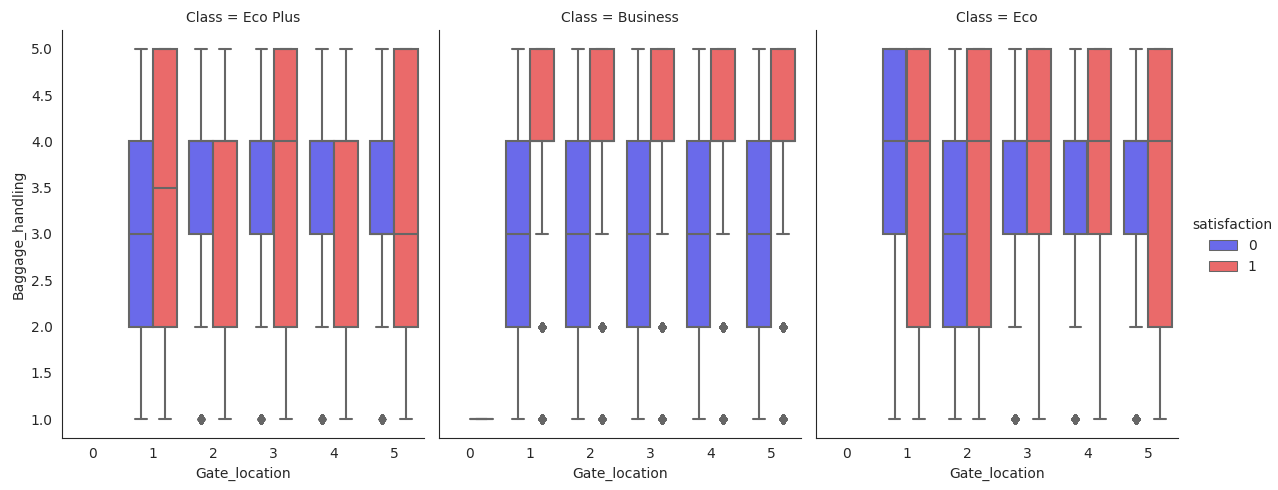 Class = Eco Plus
Class = Business
Class = Eco
Baggage_handling
5.0
4.5
4.0
3.5
3.0
2.5
2.0
1.5
1.0
0 1 2 3 4 5
0 1 2 3 4 5
0 1 2 3 4 5
Gate_location
Gate_location
Gate_location
satisfaction
0
1